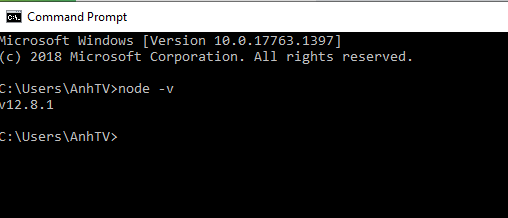 Command Prompt
Microsoft Windows [Version 10.0.17763.1397]
(c) 2018 Microsoft Corporation. All rights reserved.
C:\Users\AnhTV>node -v
v12.8.1
C:\Users\AnhTV>